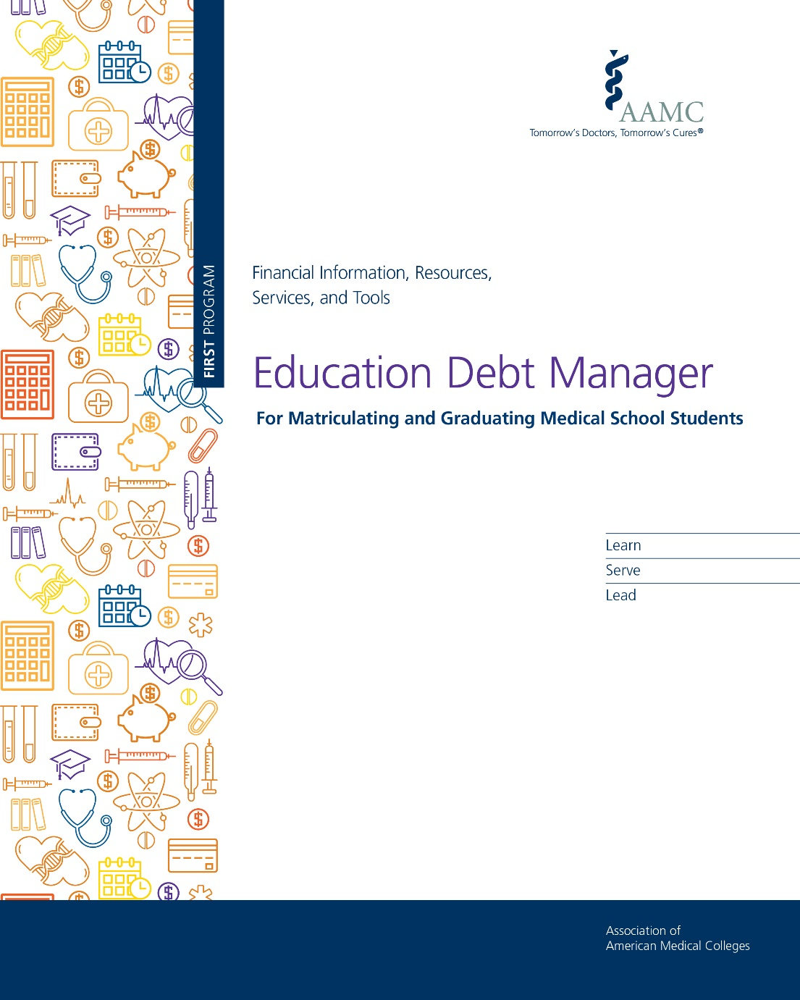 AAMC
Tomorrow's Doctors, Tomorrow's Cures®
FIRST PROGRAM
Financial Information, Resources,
Services, and Tools
Education Debt Manager
For Matriculating and Graduating Medical School Students
Learn
Serve
Lead
Association of
American Medical Colleges